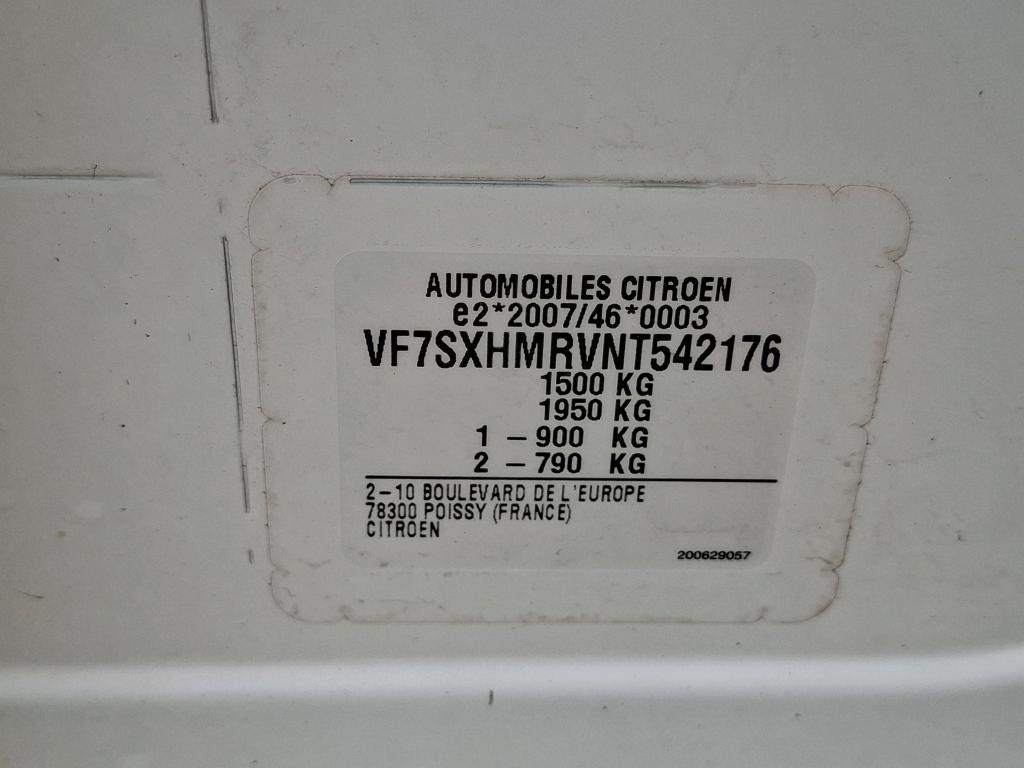 AUTOMOBILES CITROEN
e2*2007/46*0003
VF7SXHMRVNT542176
1500 KG
1950 KG
1 – 900 KG
2 – 790 KG
2–10 BOULEVARD DE L'EUROPE
78300 POISSY (FRANCE)
CITROEN
200629057